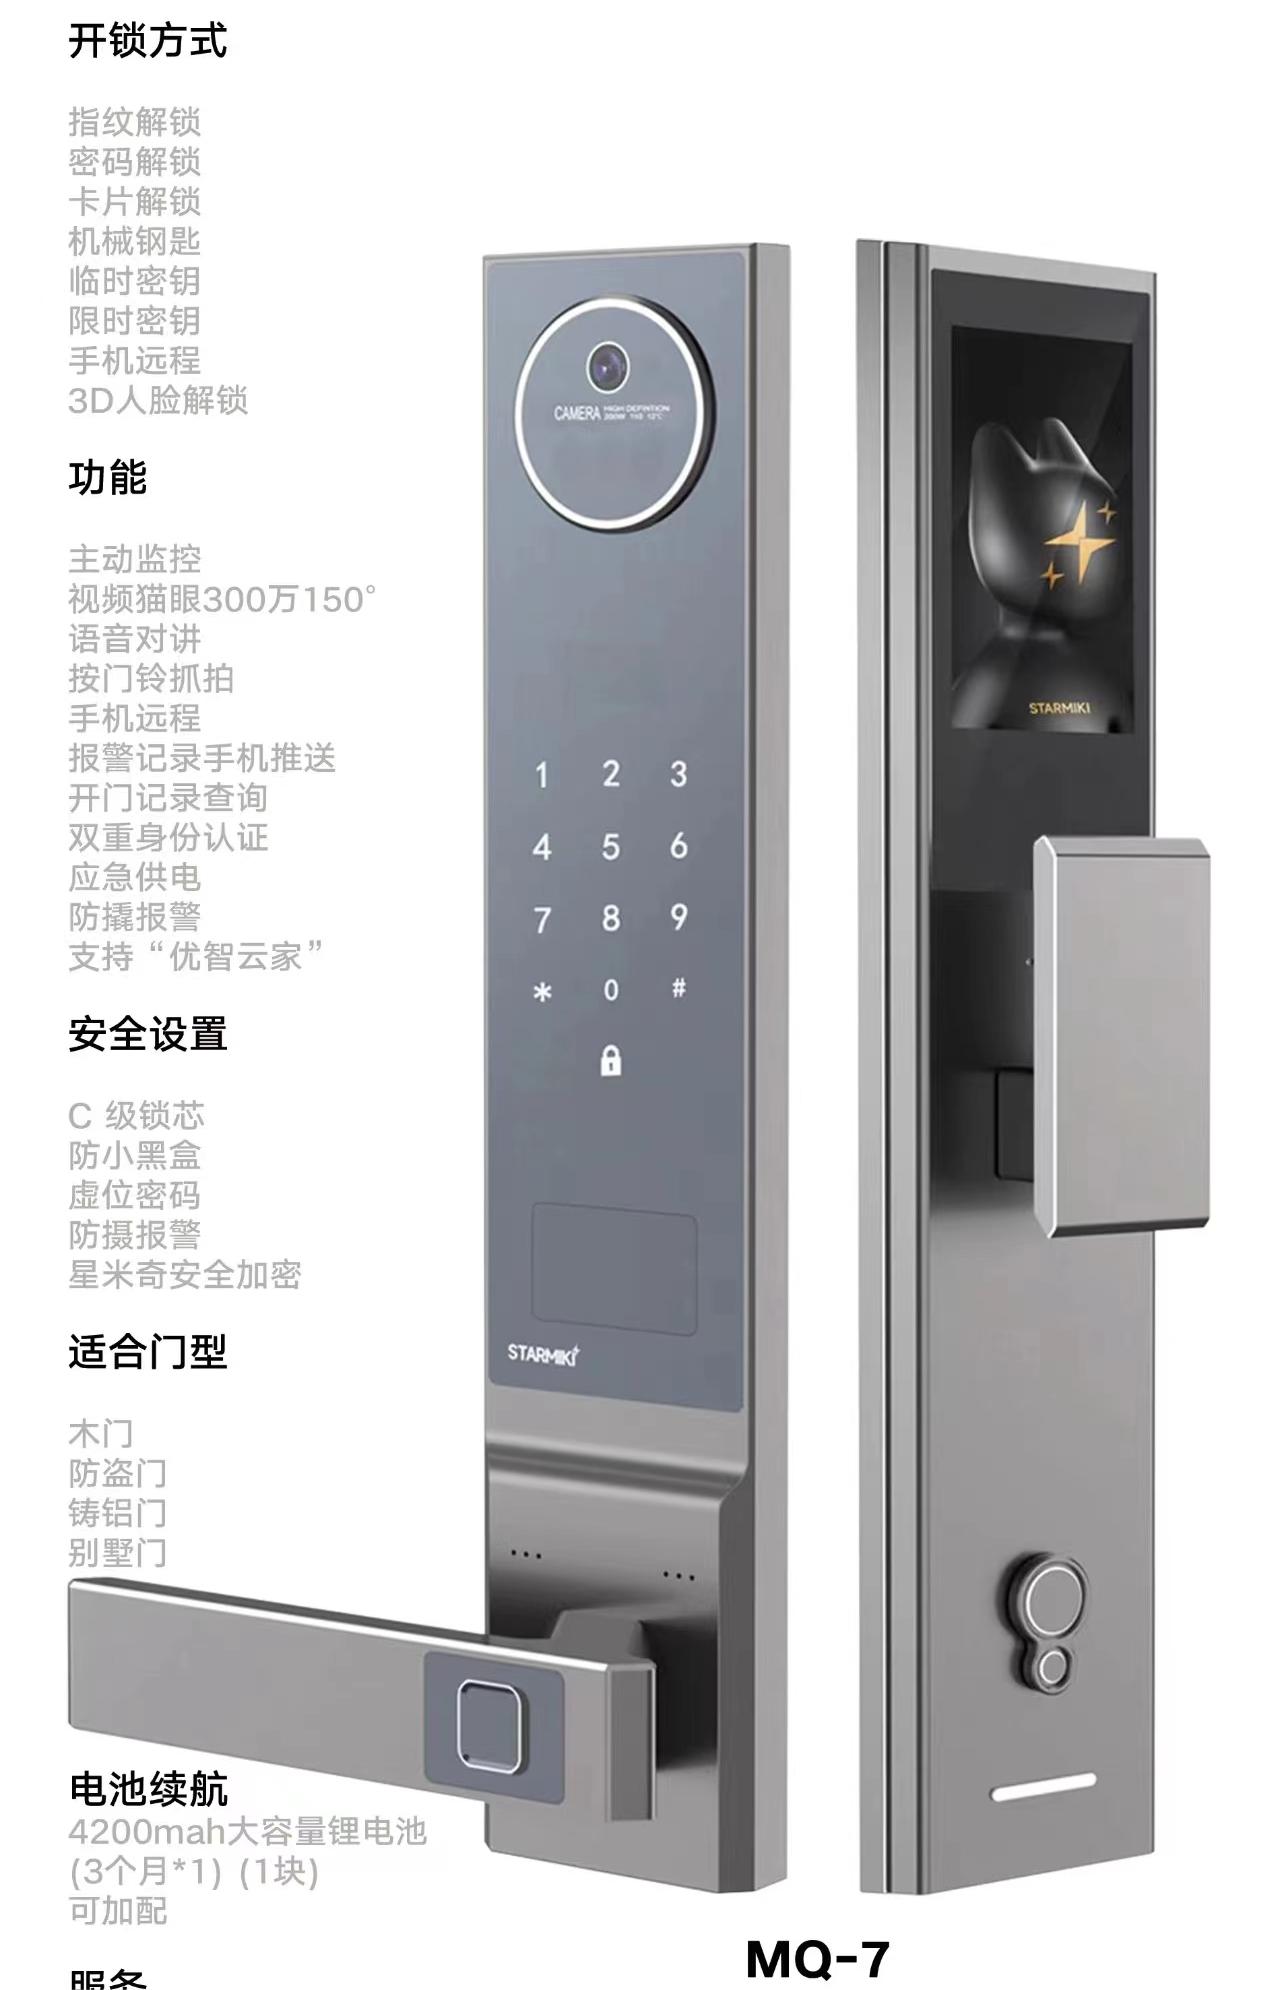 开锁方式
指纹解锁
密码解锁
卡片解锁
机械钢匙
临时密钥
限时密钥
手机远程
3D人脸解锁
功能
主动监控
视频猫眼300万150°
语音对讲
按门铃抓拍
手机远程
报警记录手机推送
开门记录查询
双重身份认证
应急供电
防撬报警
支持“优智云家”
安全设置
C 级锁芯
防小黑盒
虚位密码
防摄报警
星米奇安全加密
适合门型
木门
防盗门
铸铝门
别墅门
电池续航
4200mah大容量锂电池
(3个月*1) (1块)
可加配
服务
CAMERA HIGH DEFINTION
200W
1 2 3
4 5 6
7 8 9
* 0 #
STARMIKI
STARMIKI
MQ-7